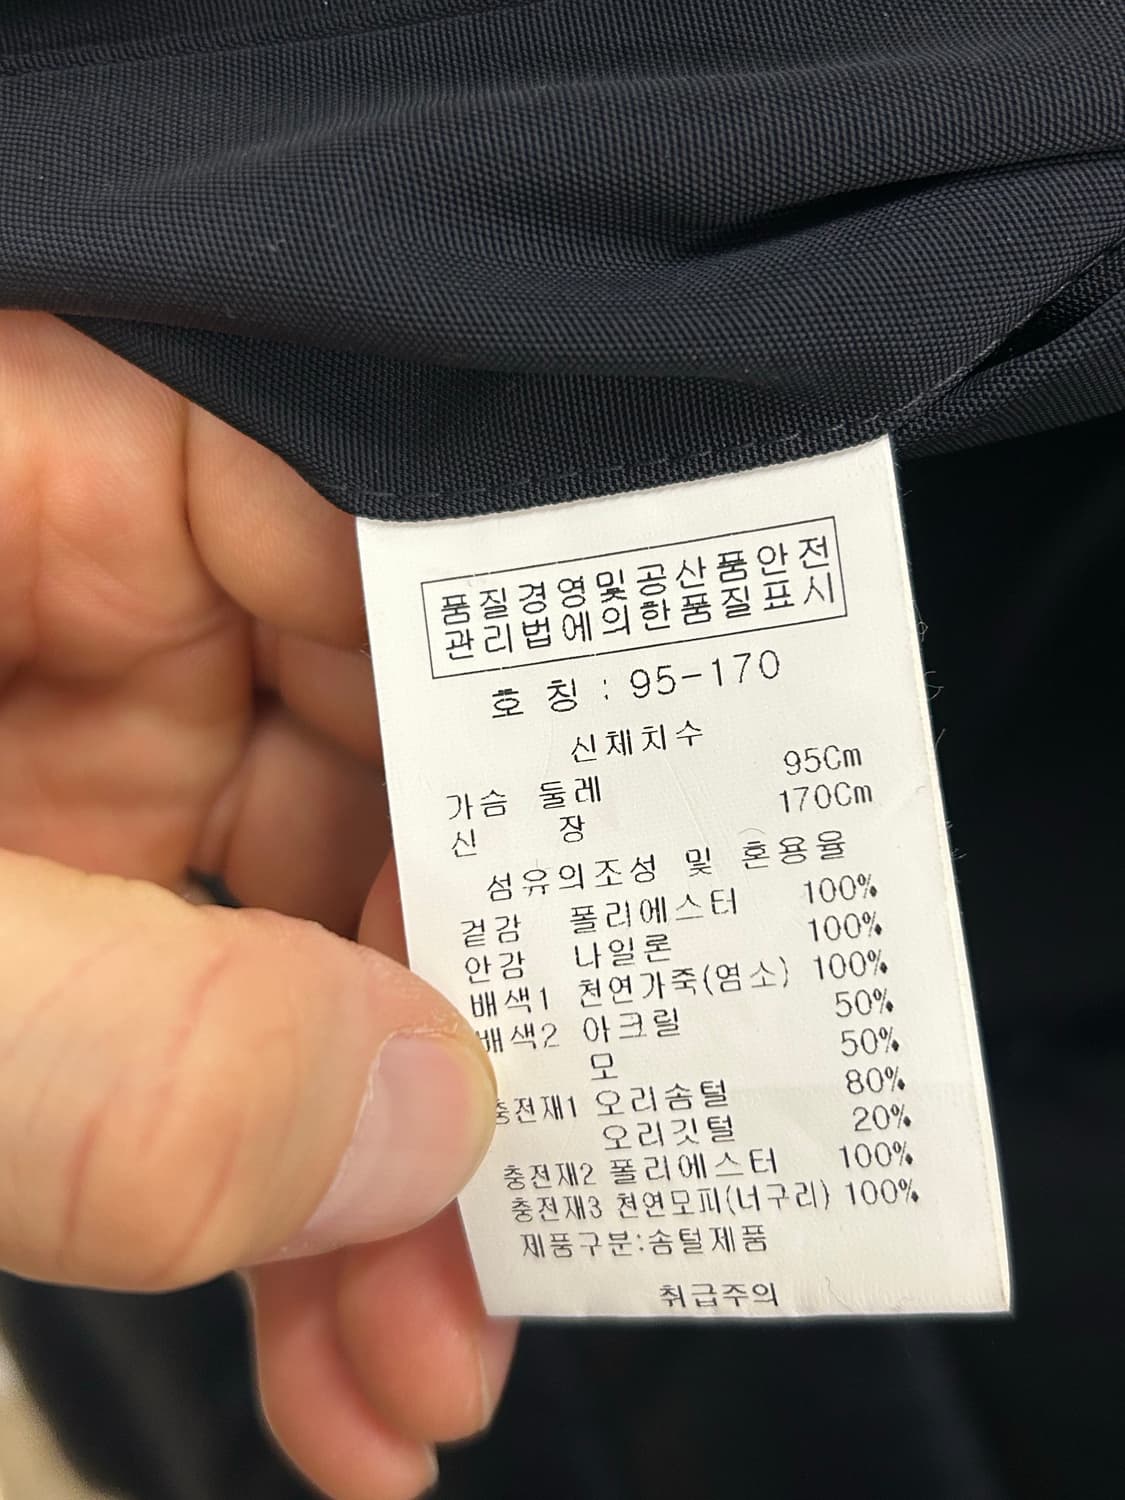 품질경영및공산품안전
관리법에의한품질표시
호 칭 : 95-170
신체치수
가슴 둘레 95Cm
신 장 170Cm
섬유의조성 및 혼용율
겉감 폴리에스터 100%
안감 나일론 100%
배색1 천연가죽(염소) 100%
배색2 아크릴 50%
모 50%
충전재1 오리솜털 80%
오리깃털 20%
충전재2 폴리에스터 100%
충전재3 천연모피(너구리) 100%
제품구분:솜털제품
취급주의